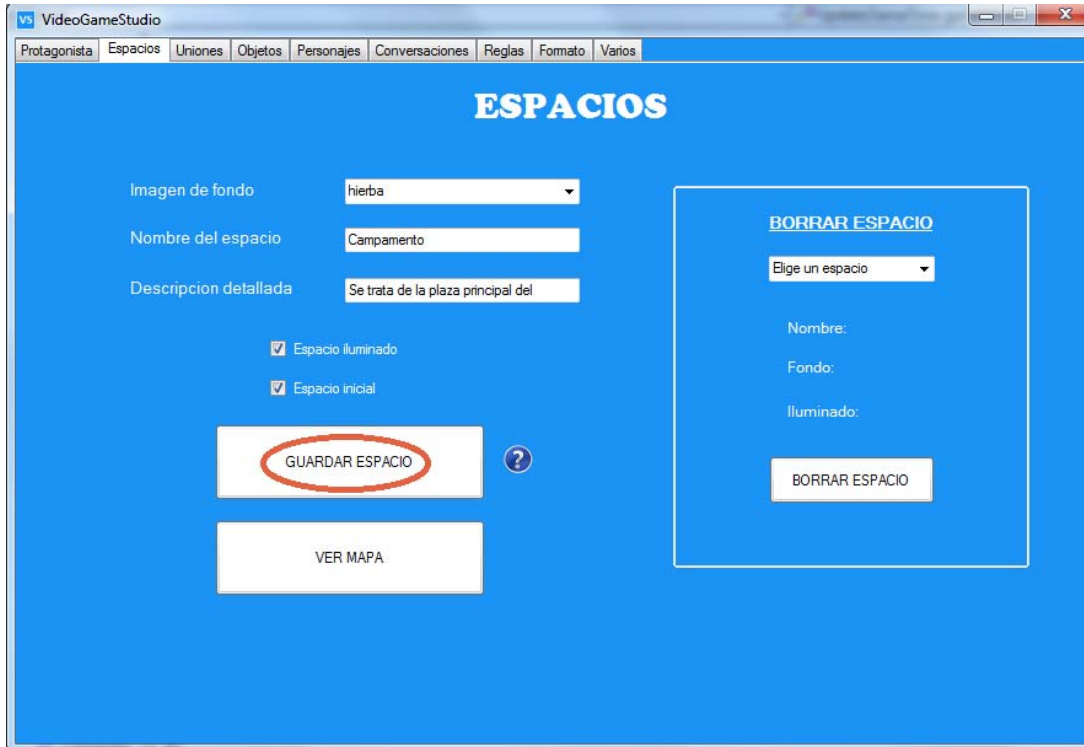 VS VideoGameStudio
Protagonista Espacios Uniones Objetos Personajes Conversaciones Reglas Formato Varios
ESPACIOS
Imagen de fondo hierba
Nombre del espacio Campamento
Descripcion detallada Se trata de la plaza principal del
Espacio iluminado
Espacio inicial
GUARDAR ESPACIO ?
VER MAPA
BORRAR ESPACIO
Elige un espacio
Nombre:
Fondo:
Iluminado:
BORRAR ESPACIO